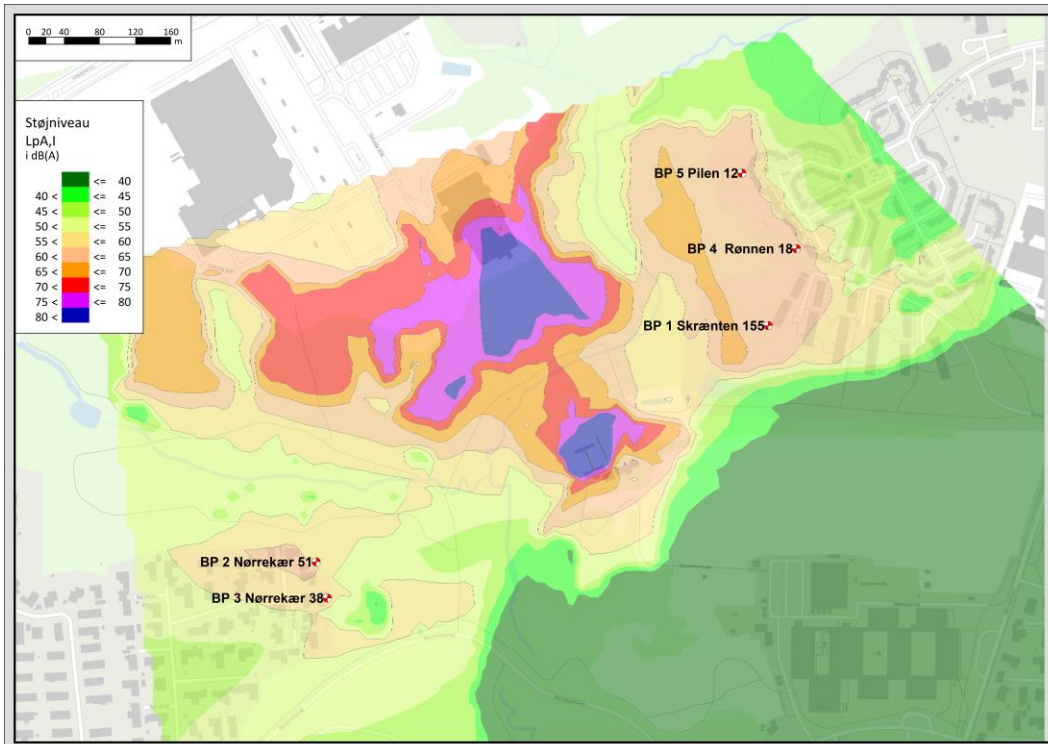 0 20 40 80 120 160
m
Støjniveau
LpA,I
i dB(A)
<= 40
40 < <= 45
45 < <= 50
50 < <= 55
55 < <= 60
60 < <= 65
65 < <= 70
70 < <= 75
75 < <= 80
80 <
BP 5 Pilen 12
BP 4 Rønnen 18
BP 1 Skrænten 155
BP 2 Nørrekær 51
BP 3 Nørrekær 38